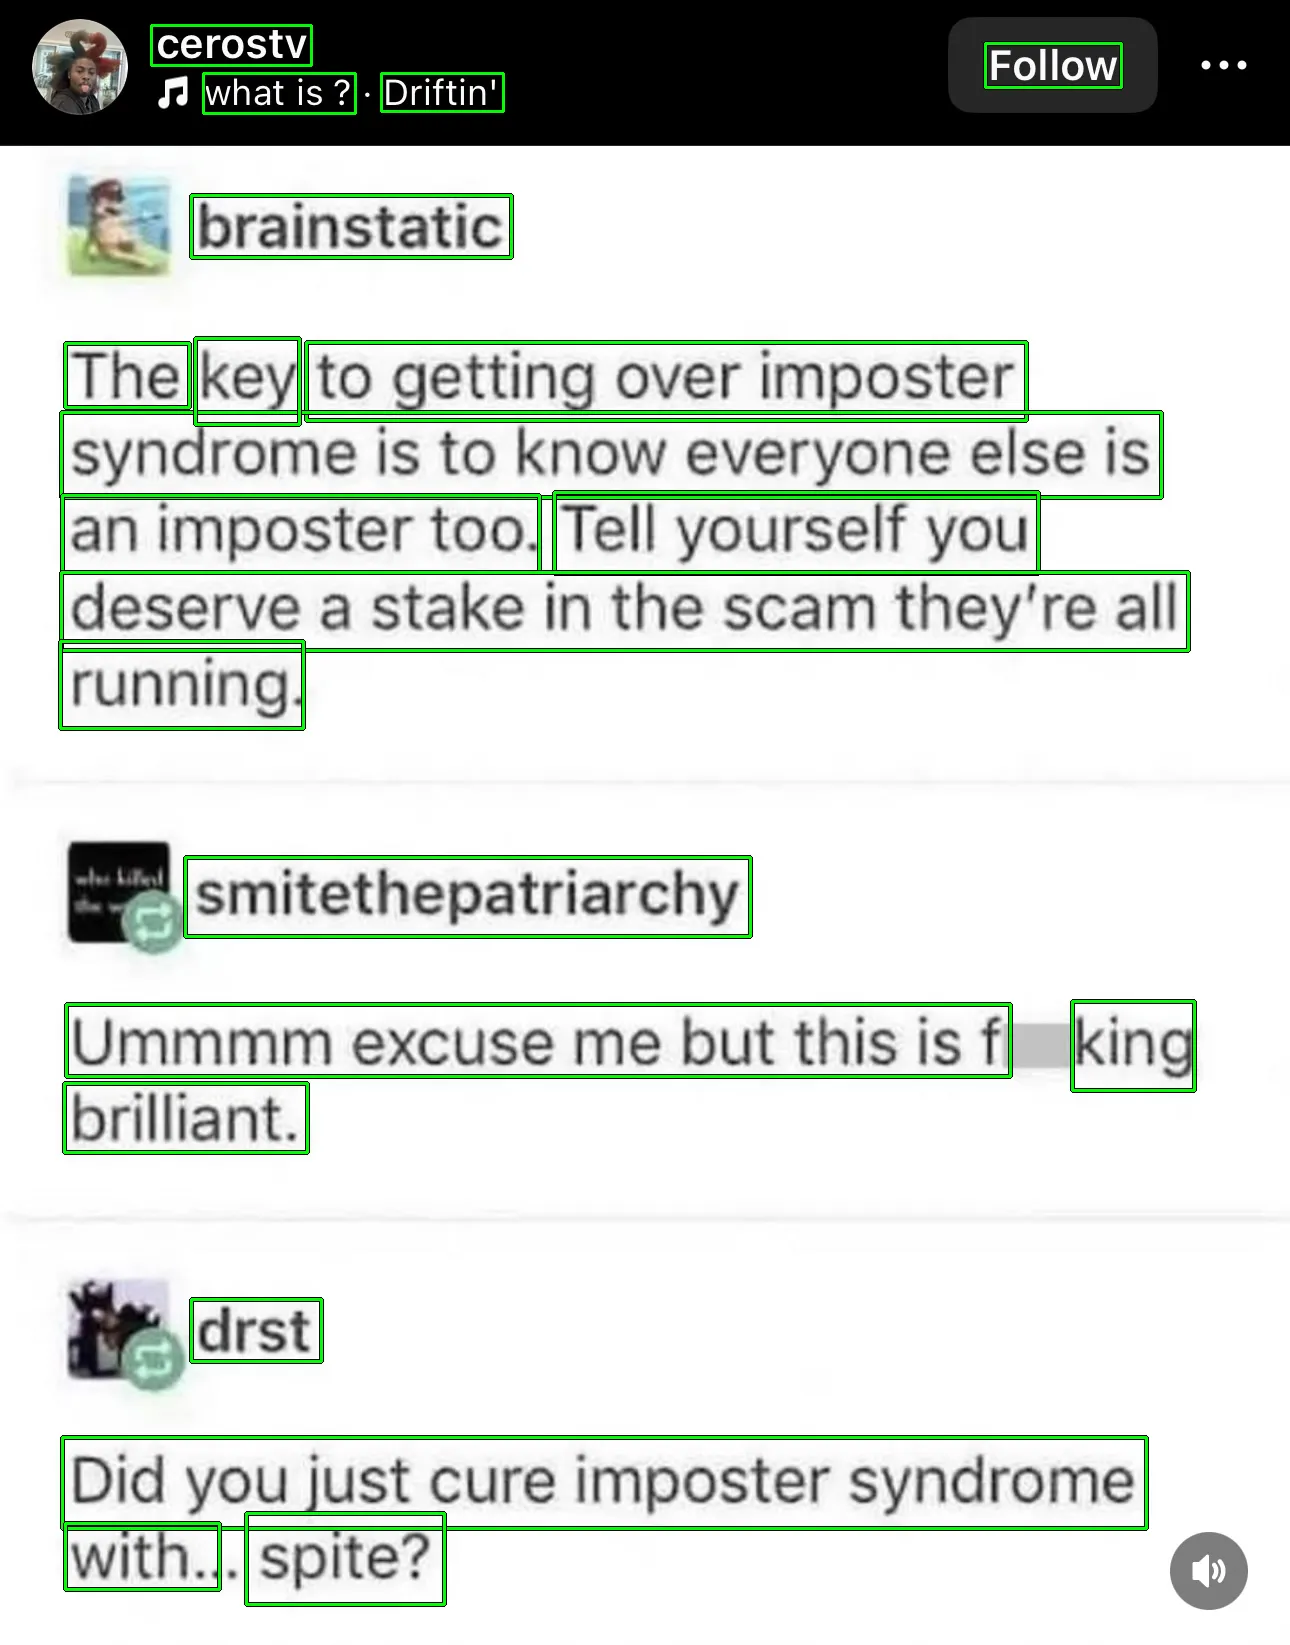 cerostv
what is ? · Driftin'
Follow
brainstatic
The key to getting over imposter
syndrome is to know everyone else is
an imposter too. Tell yourself you
deserve a stake in the scam they're all
running.
who killed
smitethepatriarchy
Ummmm excuse me but this is f king
brilliant.
drst
Did you just cure imposter syndrome
with... spite?